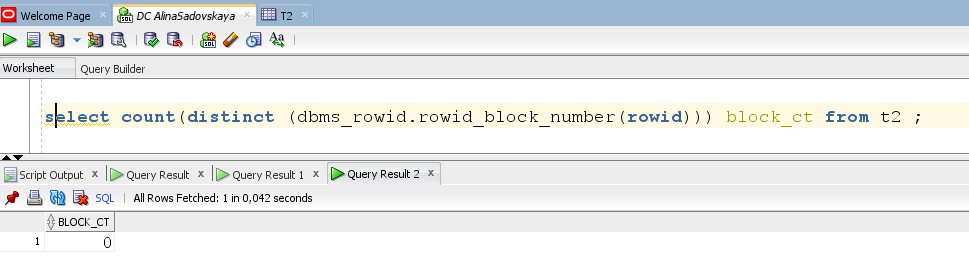 Welcome Page DC AlinaSadovskaya T2
Worksheet Query Builder
select count(distinct (dbms_rowid.rowid_block_number(rowid))) block_ct from t2 ;
Script Output Query Result Query Result 1 Query Result 2
SQL All Rows Fetched: 1 in 0,042 seconds
BLOCK_CT
1 0